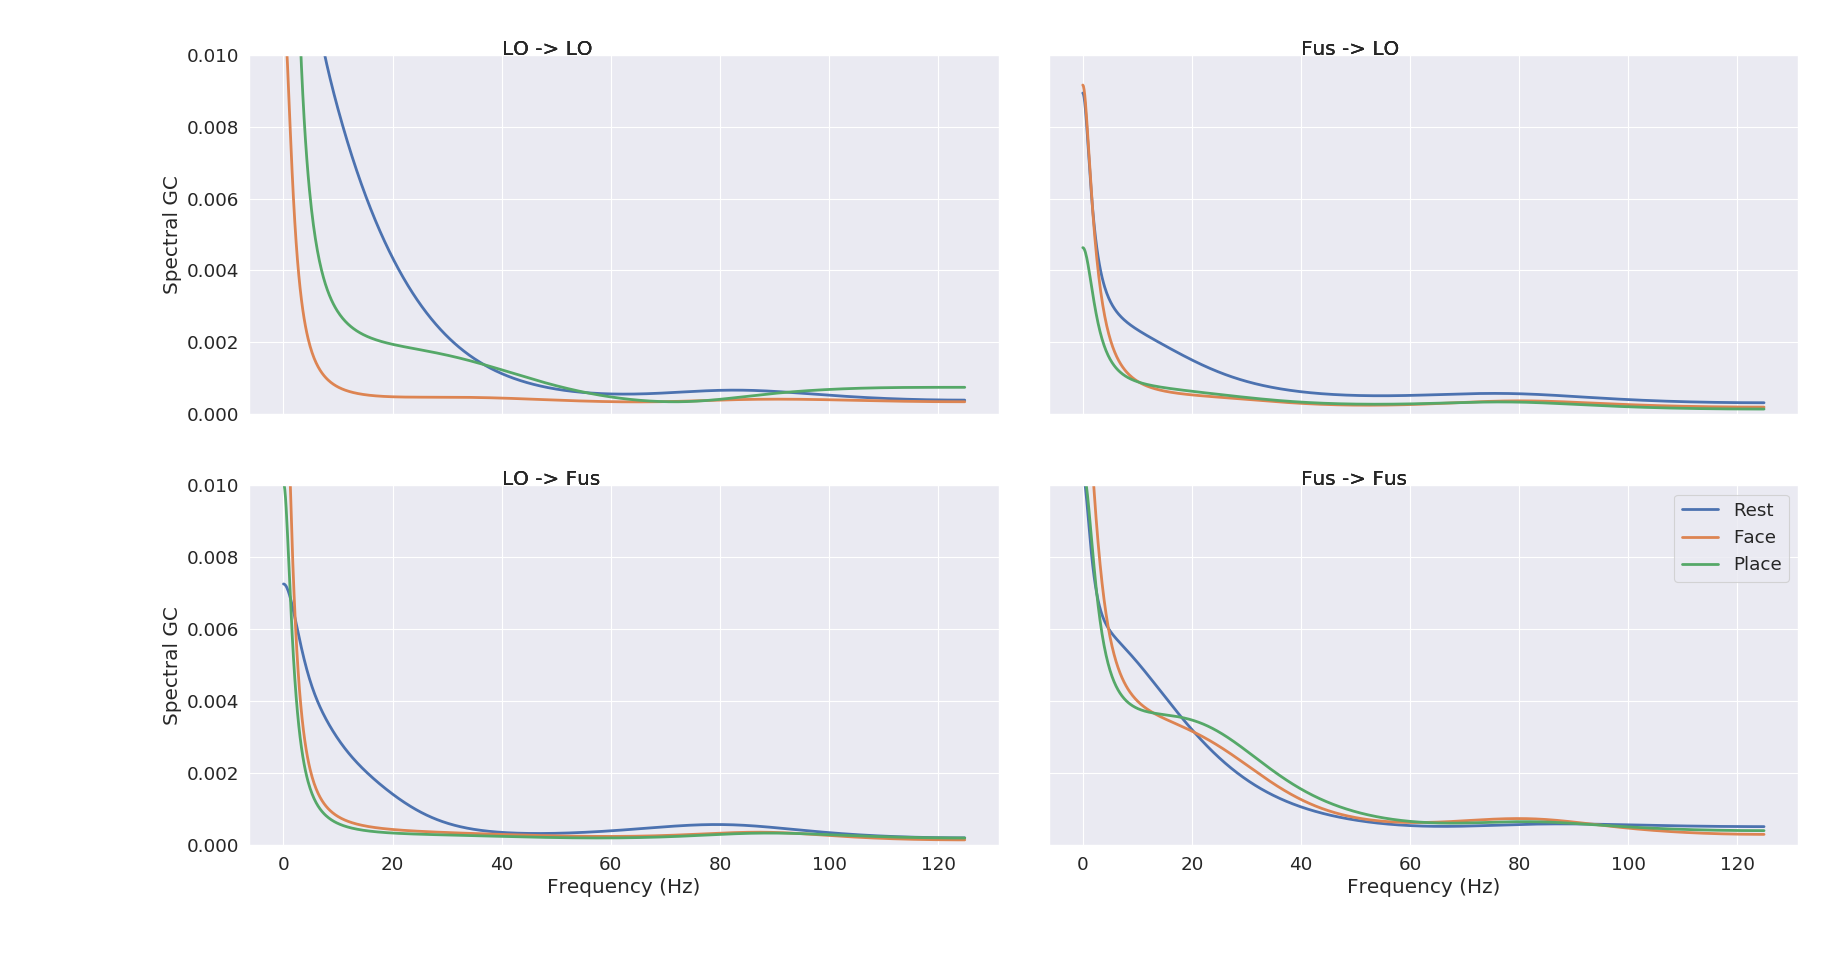 LO -> LO
Fus -> LO
0.010
0.008
0.006
0.004
0.002
0.000
Spectral GC
LO -> Fus
Fus -> Fus
0.010
0.008
0.006
0.004
0.002
0.000
Spectral GC
Rest
Face
Place
0 20 40 60 80 100 120
0 20 40 60 80 100 120
Frequency (Hz)
Frequency (Hz)